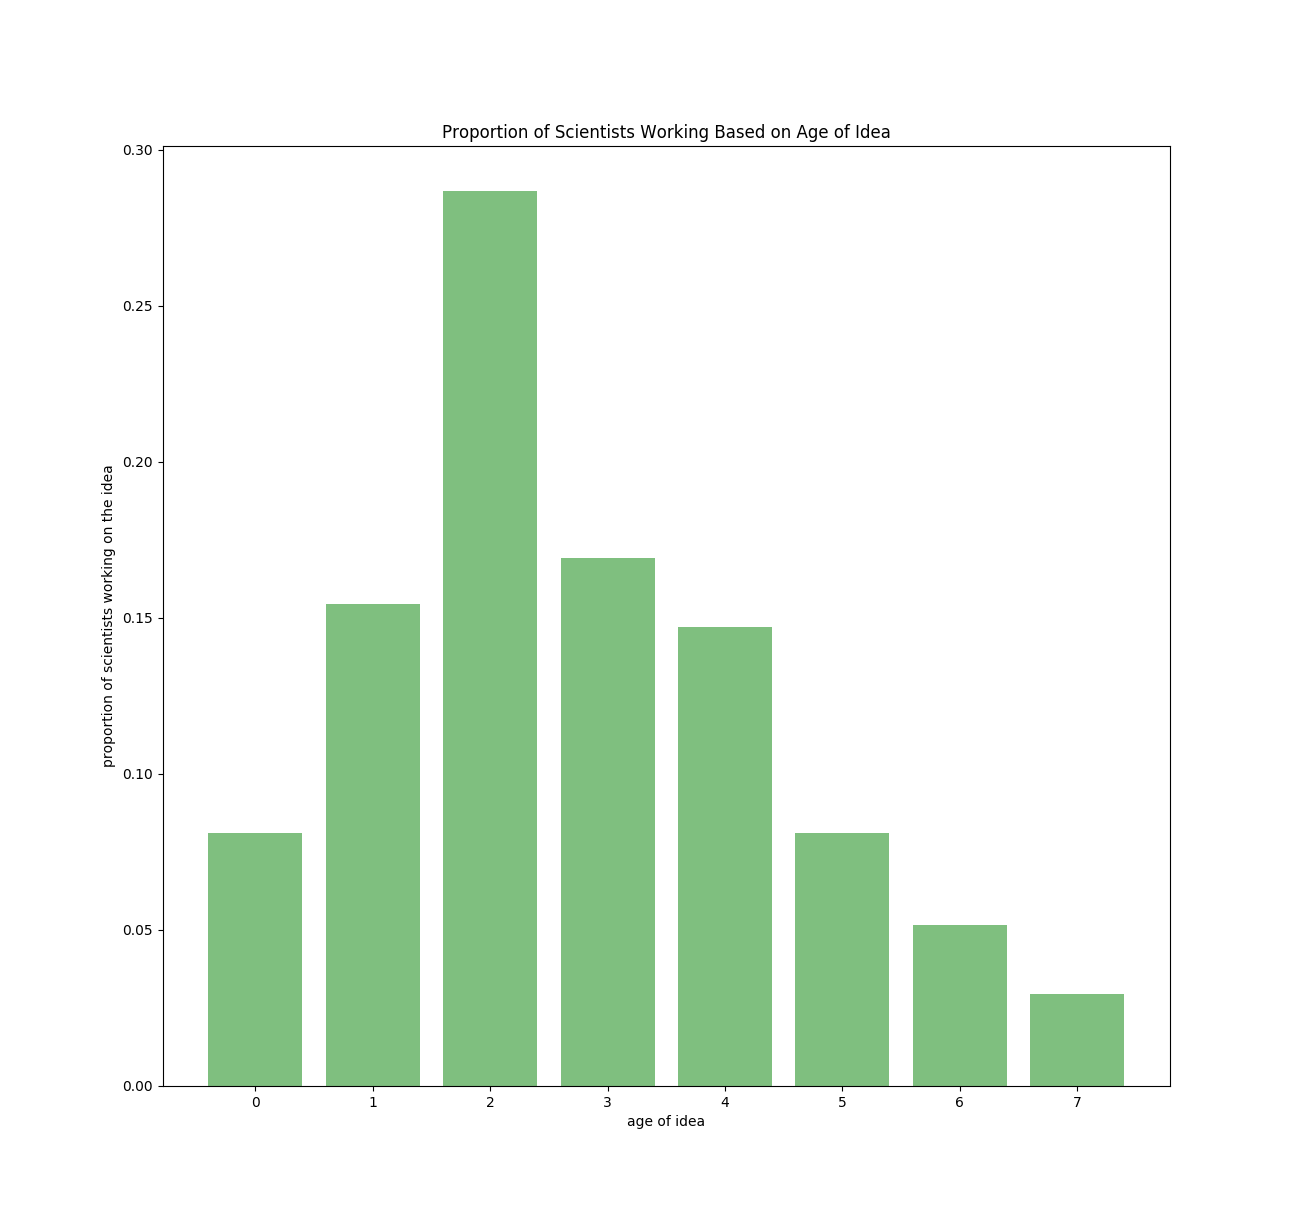 Proportion of Scientists Working Based on Age of Idea
0.30
0.25
0.20
0.15
0.10
0.05
0.00
proportion of scientists working on the idea
0 1 2 3 4 5 6 7
age of idea